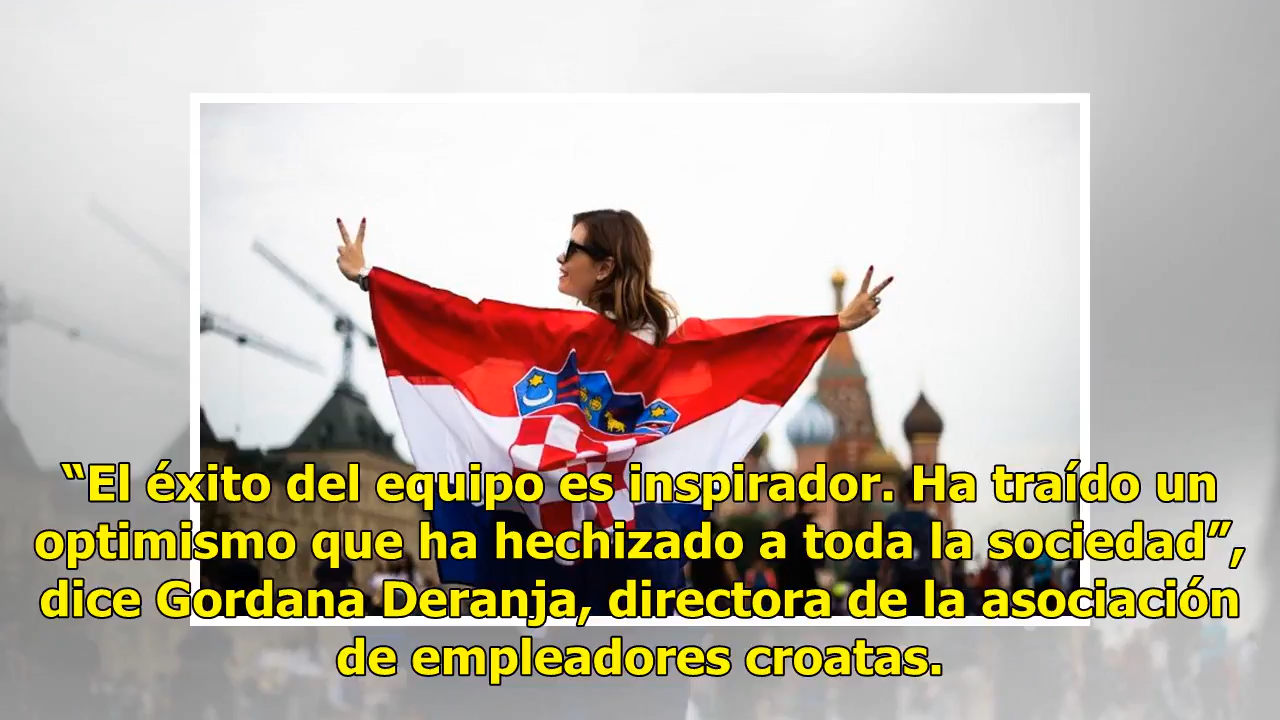 “El éxito del equipo es inspirador. Ha traído un
optimismo que ha hechizado a toda la sociedad”,
dice Gordana Deranja, directora de la asociación
de empleadores croatas.